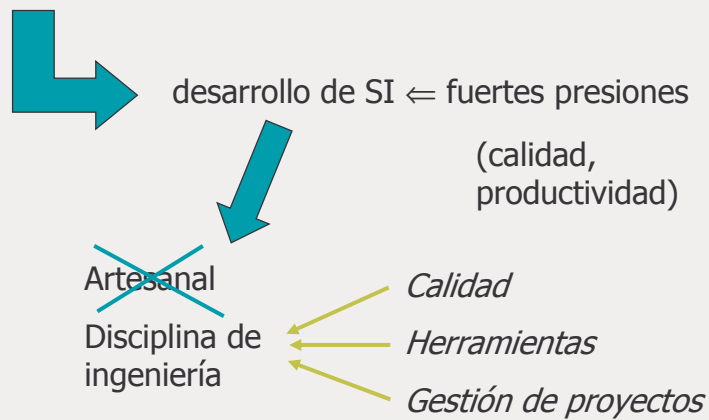 desarrollo de SI ⇐ fuertes presiones
(calidad,
productividad)
Artesanal
Disciplina de
ingeniería
Calidad
Herramientas
Gestión de proyectos